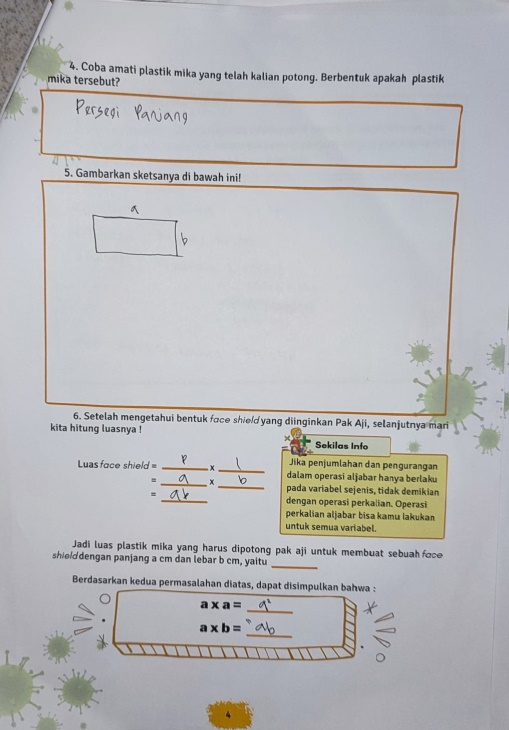 4. Coba amati plastik mika yang telah kalian potong. Berbentuk apakah plastik
mika tersebut?
Persegi Panjang
5. Gambarkan sketsanya di bawah ini!
a
b
6. Setelah mengetahui bentuk face shield yang diinginkan Pak Aji, selanjutnya mari
kita hitung luasnya !
Luas face shield = p x l
= a x b
= ab
Sekilas Info
Jika penjumlahan dan pengurangan
dalam operasi aljabar hanya berlaku
pada variabel sejenis, tidak demikian
dengan operasi perkalian. Operasi
perkalian aljabar bisa kamu lakukan
untuk semua variabel.
Jadi luas plastik mika yang harus dipotong pak aji untuk membuat sebuah face
shield dengan panjang a cm dan lebar b cm, yaitu ______
Berdasarkan kedua permasalahan diatas, dapat disimpulkan bahwa :
a x a = a²
a x b = ab
4